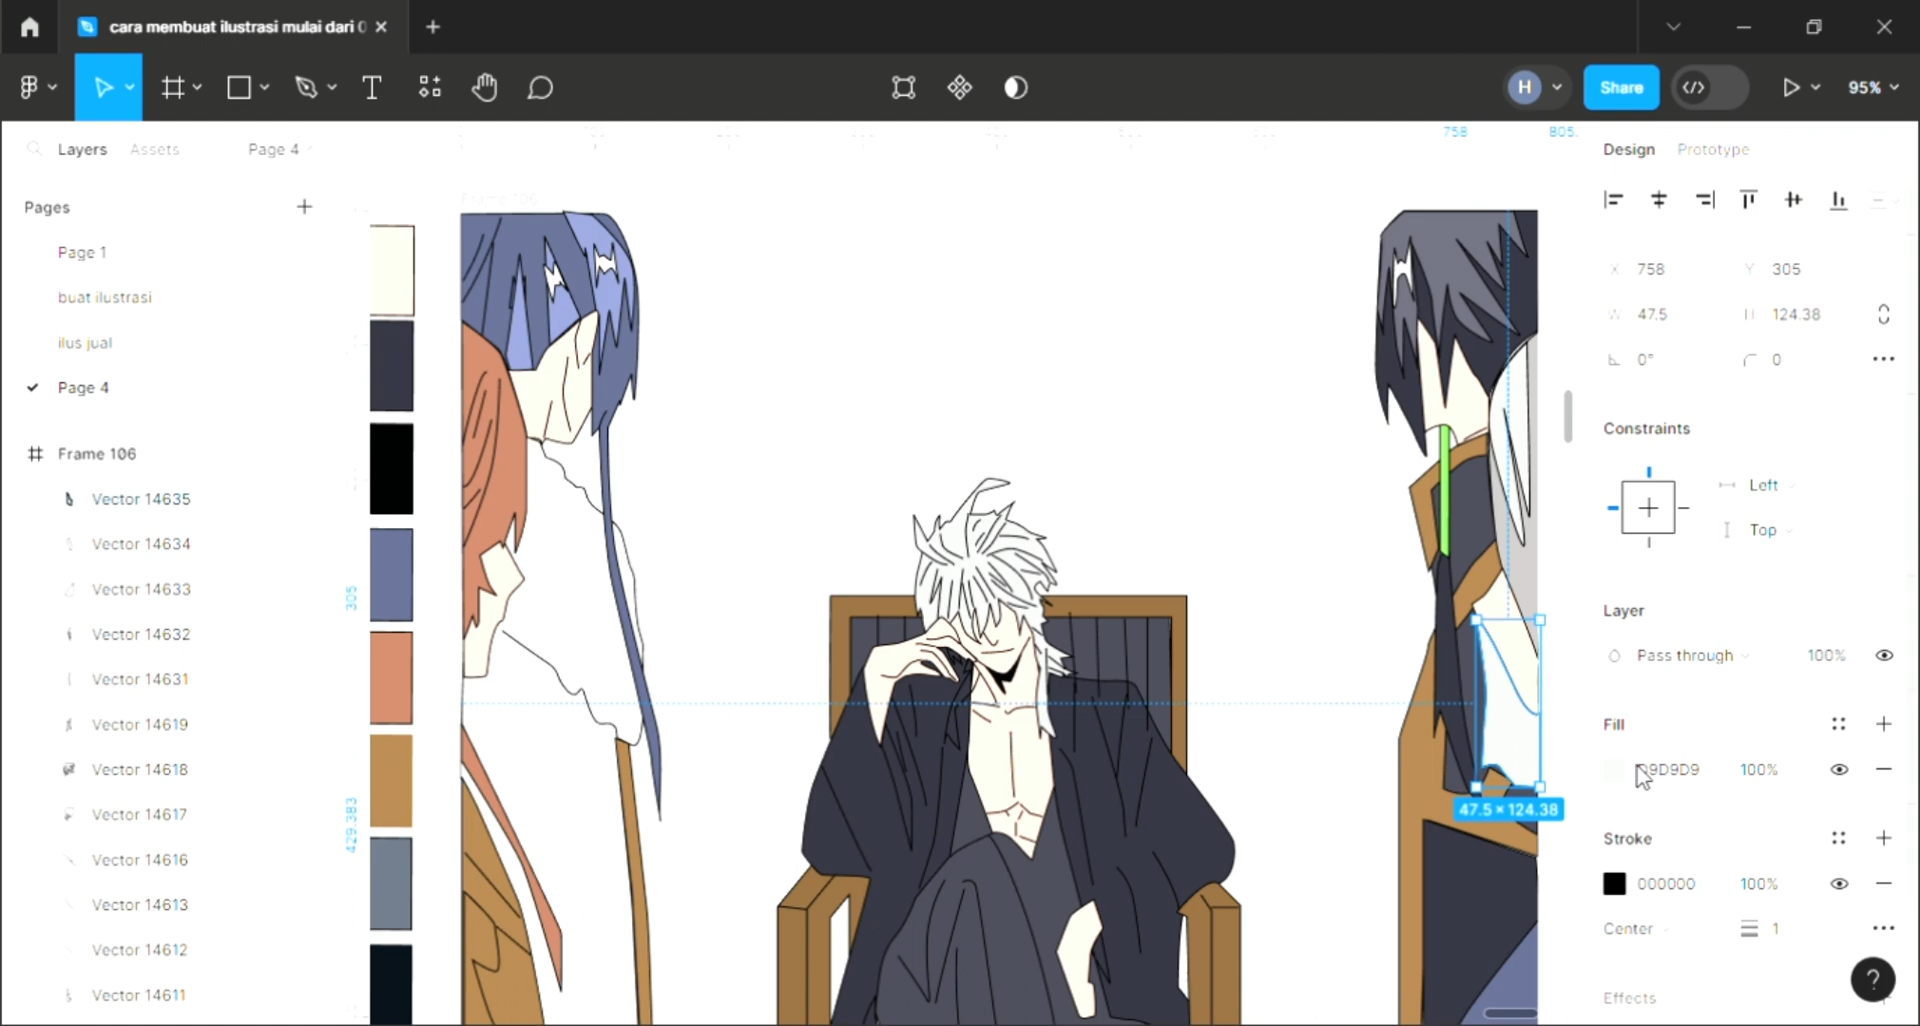 cara membuat ilustrasi mulai dari 0
H
Share
95%
Layers
Assets
Page 4
758
805.
Design
Prototype
Pages
Frame 106
Page 1
X 758
Y 305
buat ilustrasi
W 47.5
H 124.38
ilus jual
0°
0
Page 4
Constraints
Frame 106
Left
Vector 14635
Top
Vector 14634
Vector 14633
305
Layer
Vector 14632
Pass through
100%
Vector 14631
Vector 14619
Fill
Vector 14618
D9D9D9
100%
Vector 14617
429.383
47.5 × 124.38
Stroke
Vector 14616
000000
100%
Vector 14613
Center
1
Vector 14612
?
Vector 14611
Effects